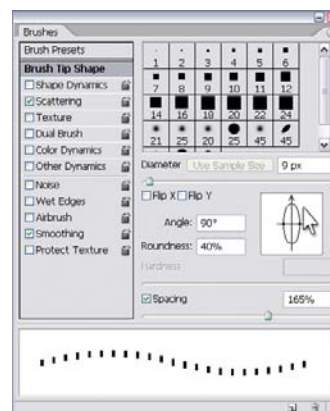 Brushes
Brush Presets
Brush Tip Shape
Shape Dynamics
Scattering
Texture
Dual Brush
Color Dynamics
Other Dynamics
Noise
Wet Edges
Airbrush
Smoothing
Protect Texture
1 2 3 4 5 6
7 8 9 10 11 12
14 16 18 20 22 24
21 25 20 25 45 45
Diameter Use Sample Size 9 px
Flip X Flip Y
Angle: 90°
Roundness: 40%
Hardness
Spacing 165%